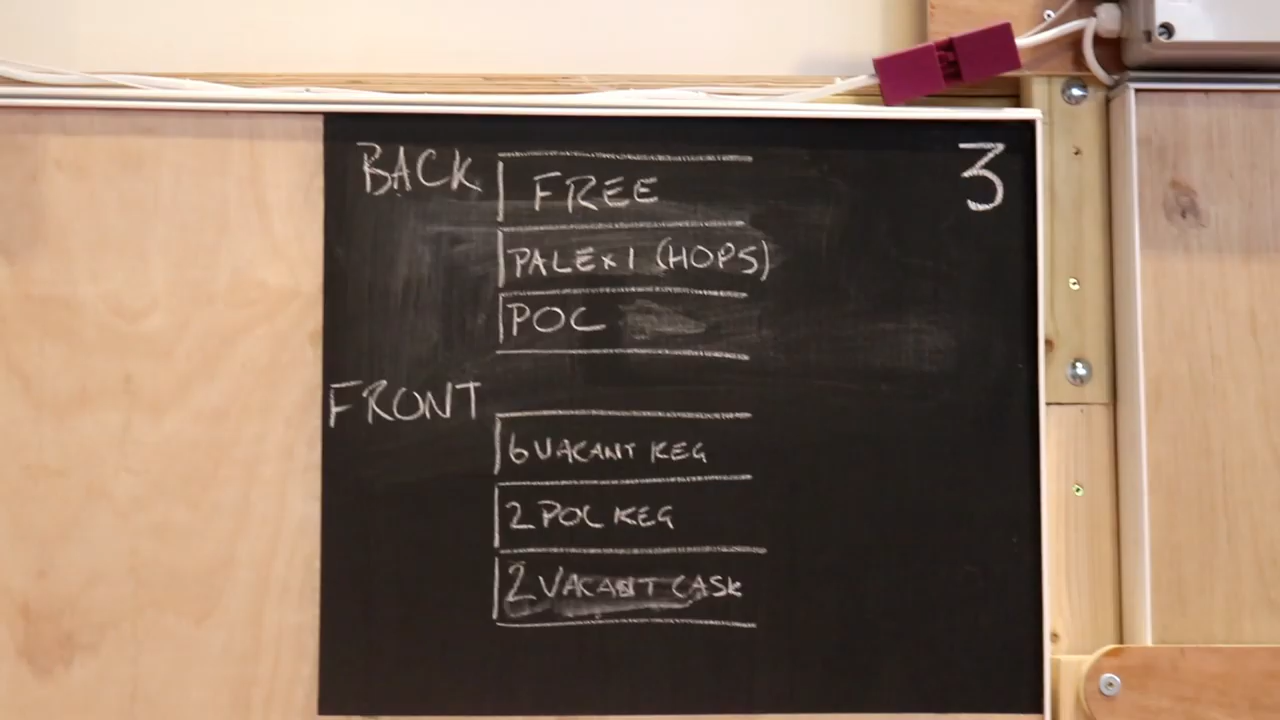 3
BACK
FREE
PALE x 1 (HOPS)
POC
FRONT
6 VACANT KEG
2 POC KEG
2 VACANT CASK